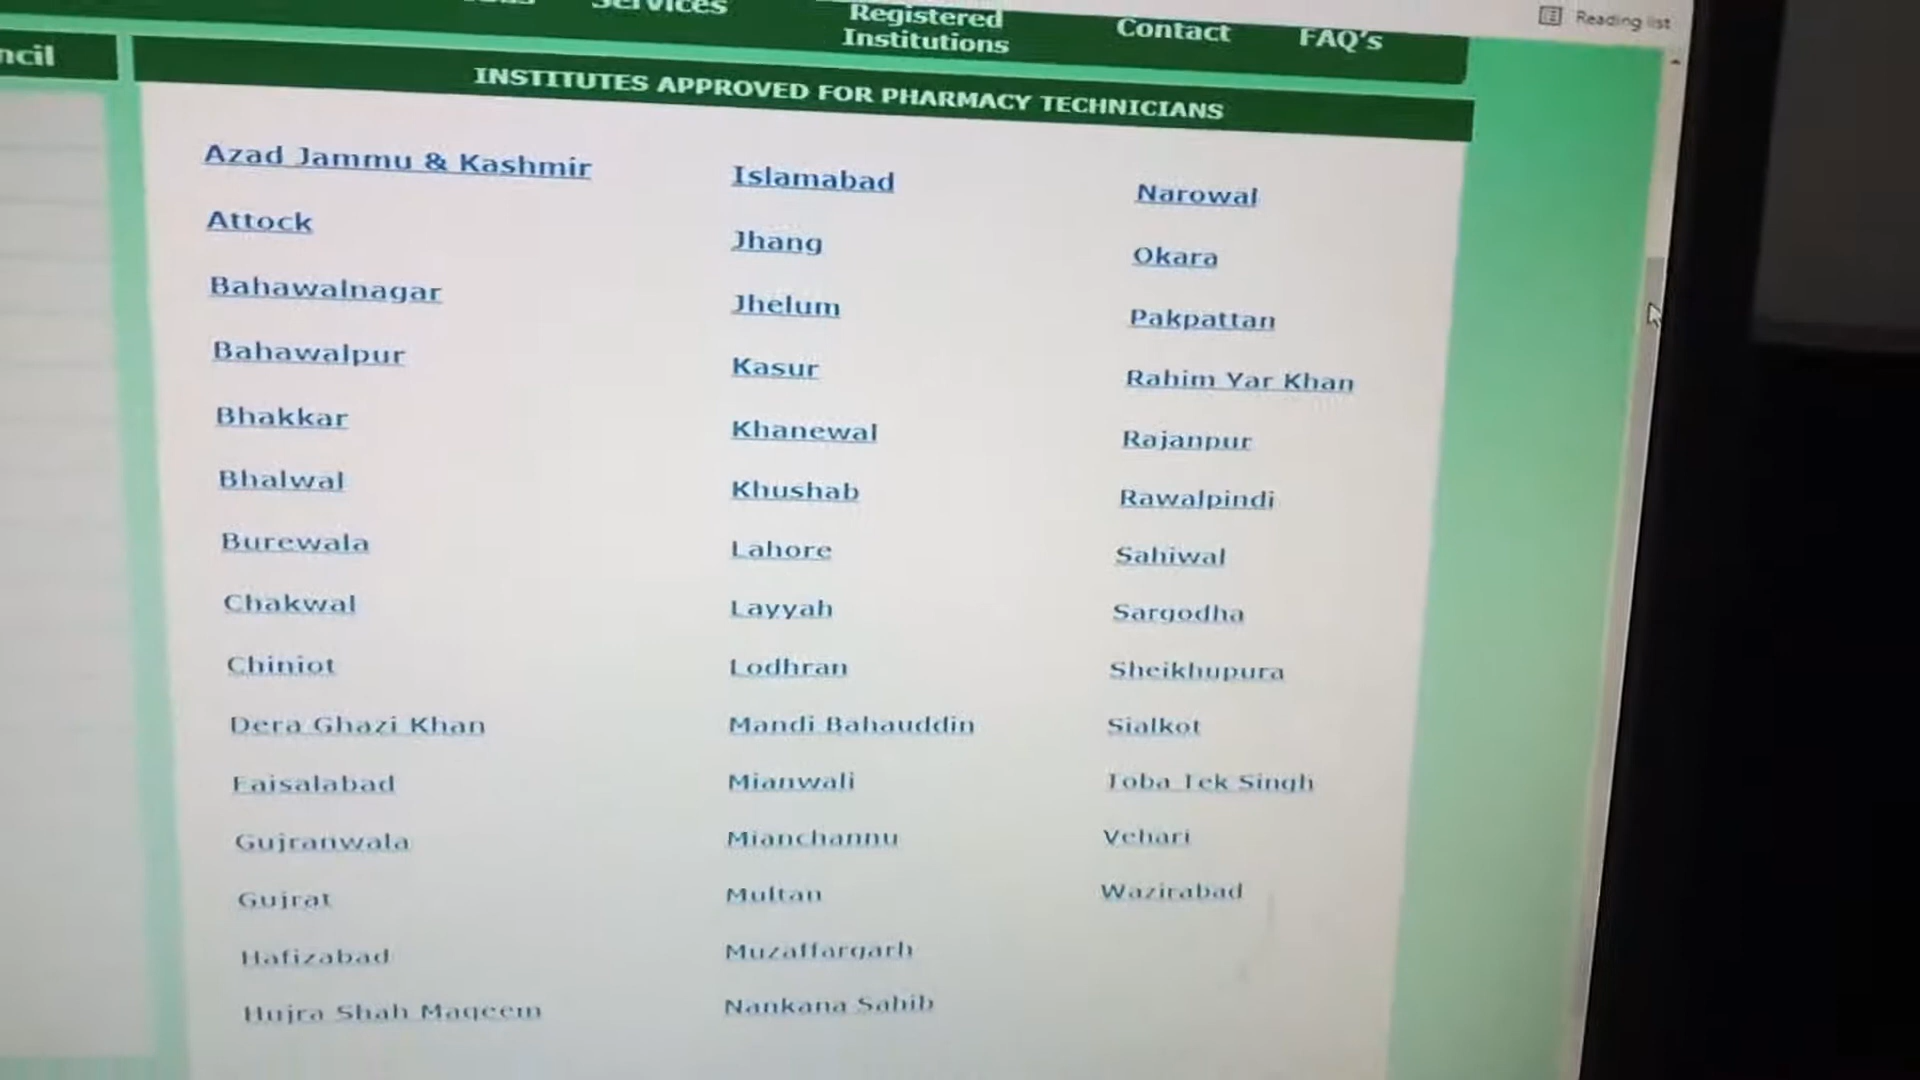 Services
Registered
Institutions
Contact
FAQ's
Reading list
INSTITUTES APPROVED FOR PHARMACY TECHNICIANS
Azad Jammu & Kashmir
Attock
Bahawalnagar
Bahawalpur
Bhakkar
Bhalwal
Burewala
Chakwal
Chiniot
Dera Ghazi Khan
Faisalabad
Gujranwala
Gujrat
Hafizabad
Hujra Shah Maqeem
Islamabad
Jhang
Jhelum
Kasur
Khanewal
Khushab
Lahore
Layyah
Lodhran
Mandi Bahauddin
Mianwali
Mianchannu
Multan
Muzaffargarh
Nankana Sahib
Narowal
Okara
Pakpattan
Rahim Yar Khan
Rajanpur
Rawalpindi
Sahiwal
Sargodha
Sheikhupura
Sialkot
Toba Tek Singh
Vehari
Wazirabad